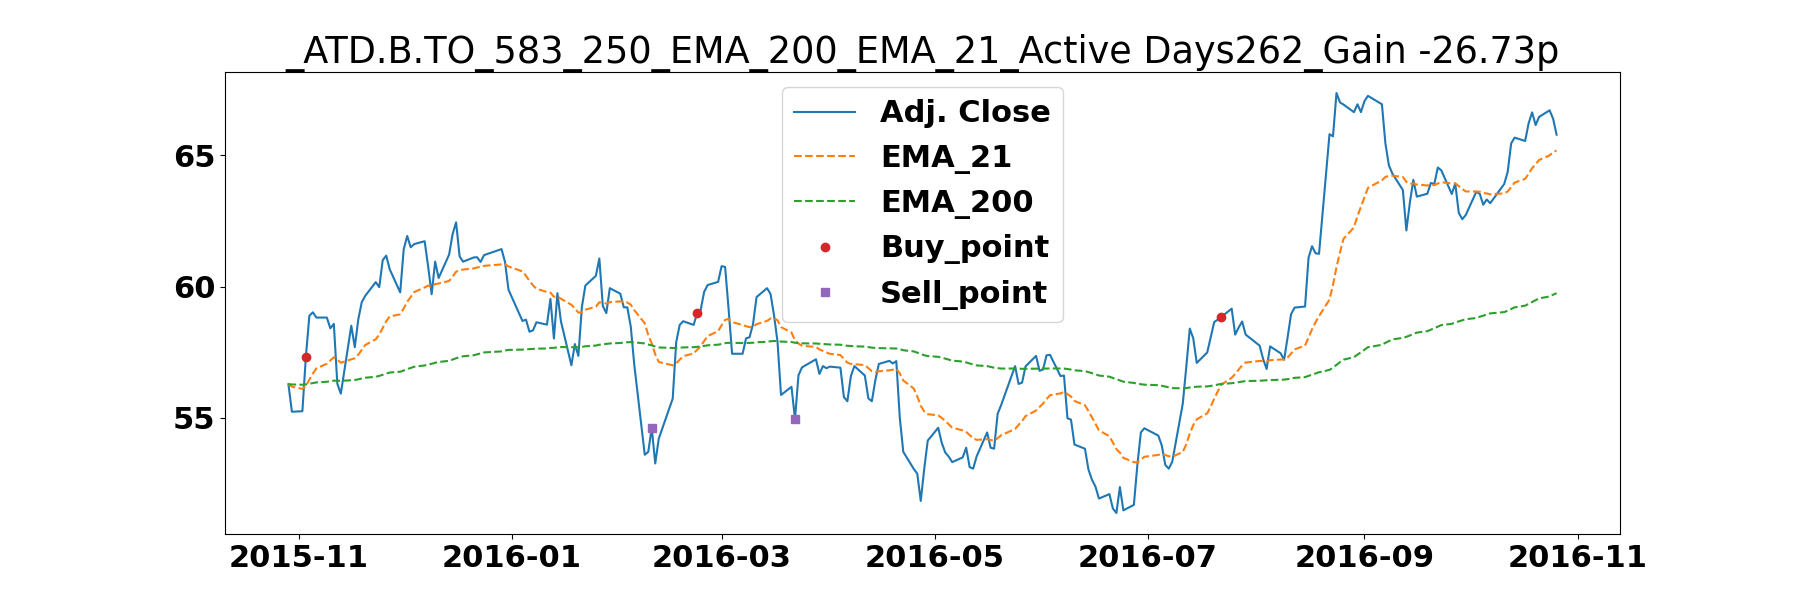 _ATD.B.TO_583_250_EMA_200_EMA_21_Active Days262_Gain -26.73p
Adj. Close
EMA_21
EMA_200
Buy_point
Sell_point
65
60
55
2015-11
2016-01
2016-03
2016-05
2016-07
2016-09
2016-11